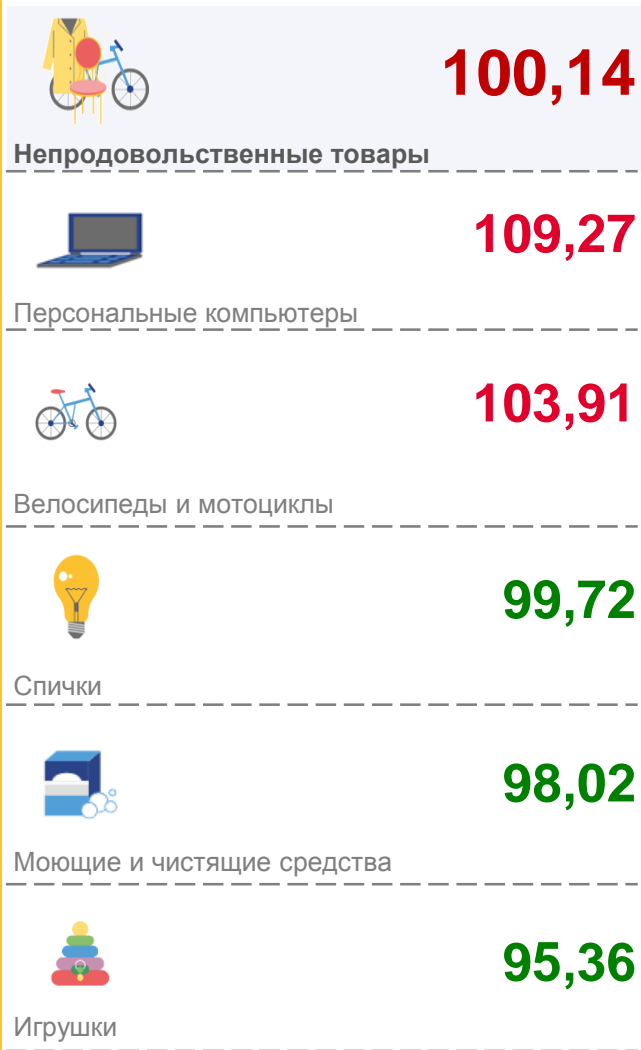 100,14
Непродовольственные товары
109,27
Персональные компьютеры
103,91
Велосипеды и мотоциклы
99,72
Спички
98,02
Моющие и чистящие средства
95,36
Игрушки